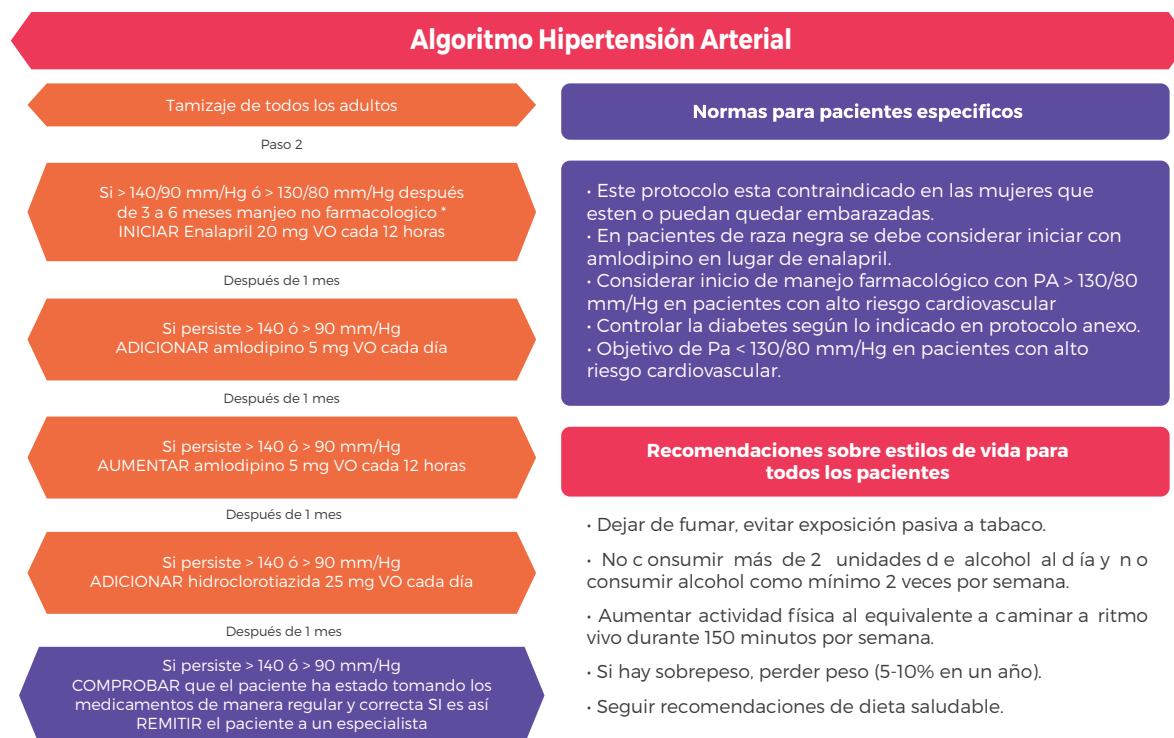 Algoritmo Hipertensión Arterial
Tamizaje de todos los adultos
Paso 2
Si > 140/90 mm/Hg ó > 130/80 mm/Hg después
de 3 a 6 meses manjeo no farmacologico *
INICIAR Enalapril 20 mg VO cada 12 horas
Después de 1 mes
Si persiste > 140 ó > 90 mm/Hg
ADICIONAR amlodipino 5 mg VO cada día
Después de 1 mes
Si persiste > 140 ó > 90 mm/Hg
AUMENTAR amlodipino 5 mg VO cada 12 horas
Después de 1 mes
Si persiste > 140 ó > 90 mm/Hg
ADICIONAR hidroclorotiazida 25 mg VO cada día
Después de 1 mes
Si persiste > 140 ó > 90 mm/Hg
COMPROBAR que el paciente ha estado tomando los
medicamentos de manera regular y correcta SI es así
REMITIR el paciente a un especialista
Normas para pacientes especificos
• Este protocolo esta contraindicado en las mujeres que
esten o puedan quedar embarazadas.
• En pacientes de raza negra se debe considerar iniciar con
amlodipino en lugar de enalapril.
• Considerar inicio de manejo farmacológico con PA > 130/80
mm/Hg en pacientes con alto riesgo cardiovascular
• Controlar la diabetes según lo indicado en protocolo anexo.
• Objetivo de Pa < 130/80 mm/Hg en pacientes con alto
riesgo cardiovascular.
Recomendaciones sobre estilos de vida para
todos los pacientes
• Dejar de fumar, evitar exposición pasiva a tabaco.
• No c onsumir más de 2 unidades d e alcohol al d ía y n o
consumir alcohol como mínimo 2 veces por semana.
• Aumentar actividad física al equivalente a caminar a ritmo
vivo durante 150 minutos por semana.
• Si hay sobrepeso, perder peso (5-10% en un año).
• Seguir recomendaciones de dieta saludable.